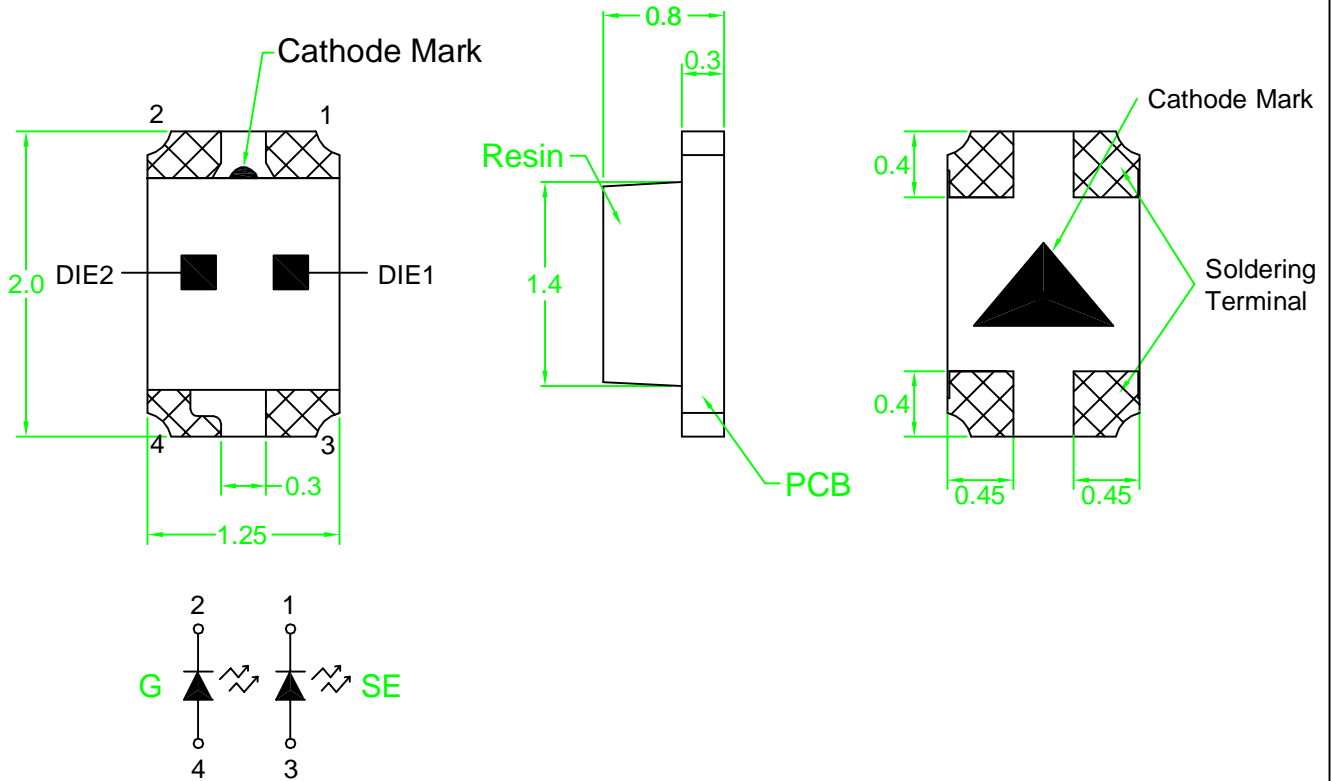 Cathode Mark
2
1
DIE2
DIE1
2.0
4
3
0.3
1.25
0.8
0.3
Resin
1.4
PCB
Cathode Mark
0.4
Soldering
Terminal
0.4
0.45
0.45
2
1
G
SE
4
3